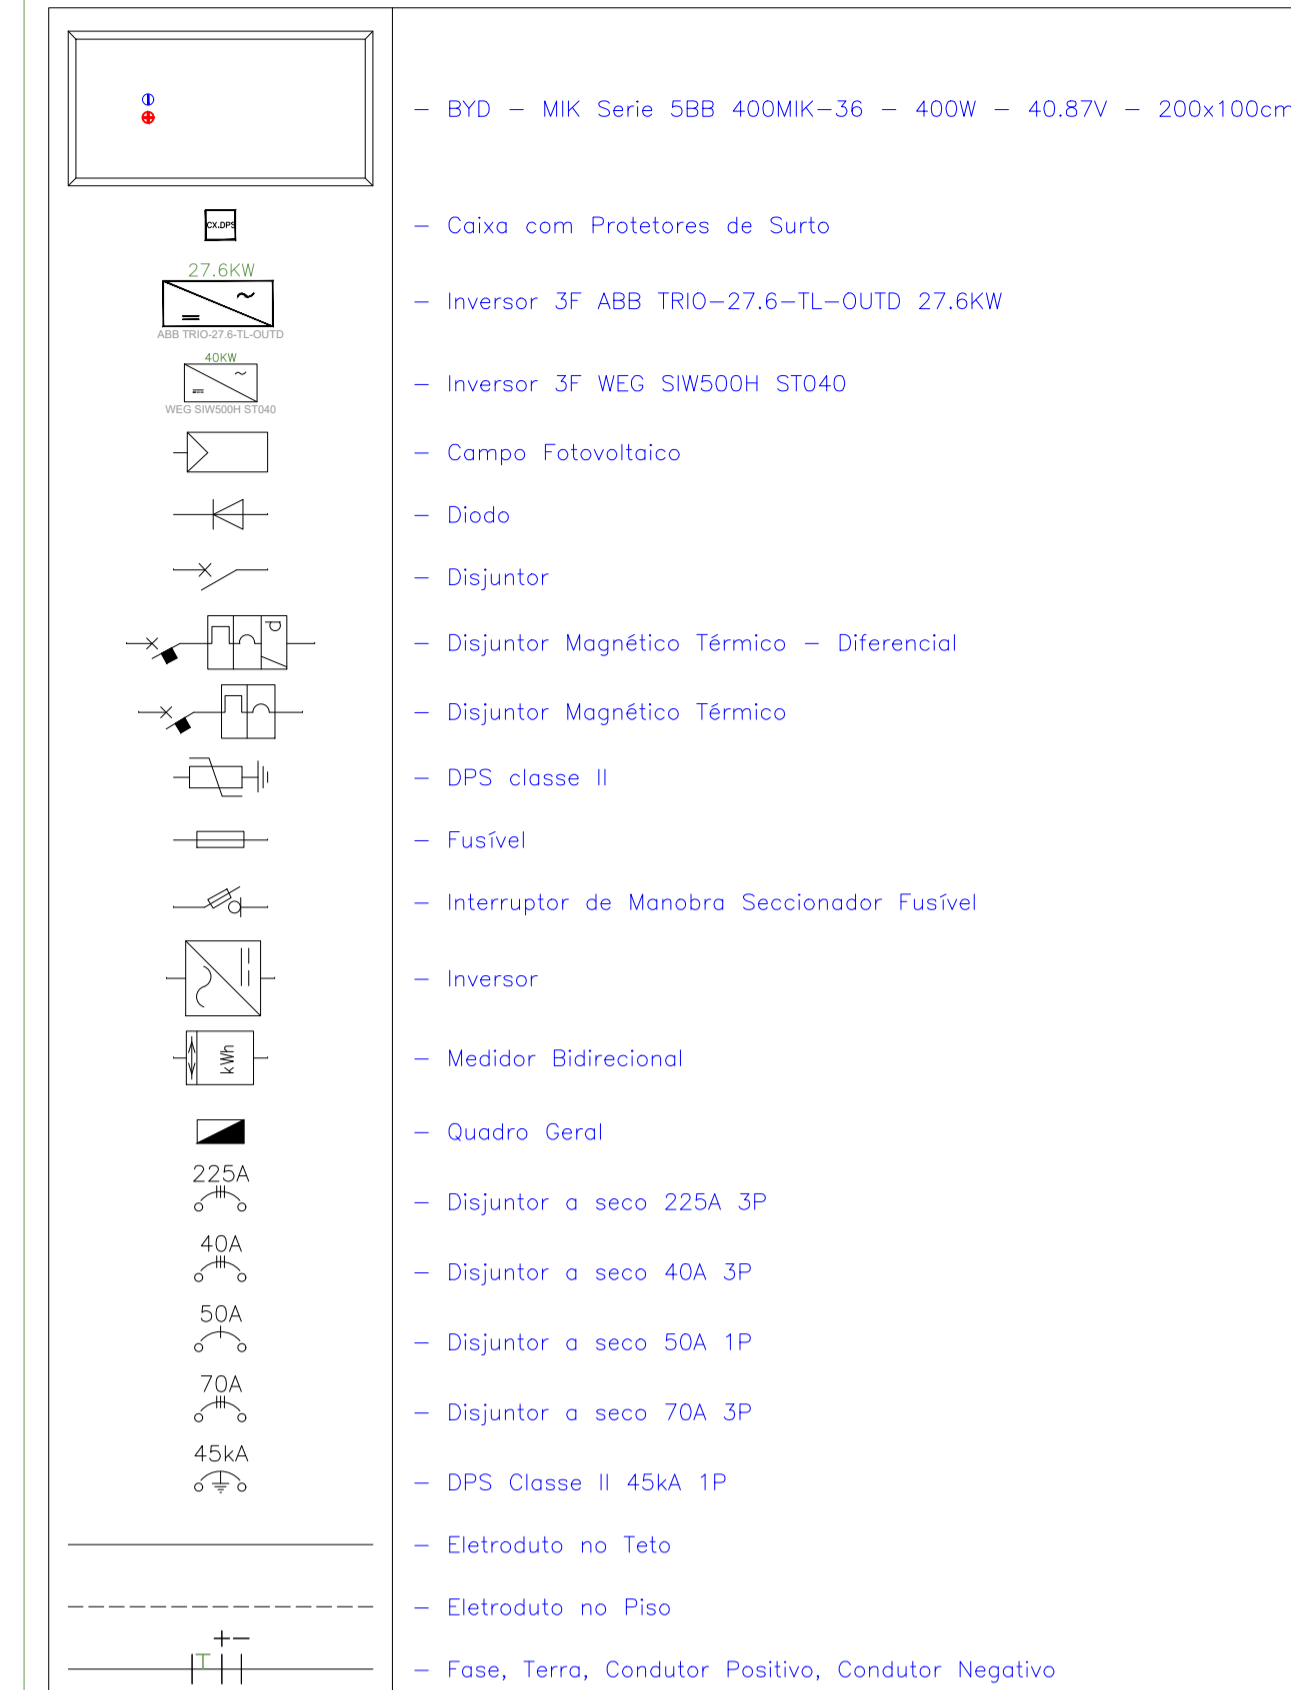 - BYD - MIK Serie 5BB 400MIK-36 - 400W - 40.87V - 200x100cm
CX.DPS
- Caixa com Protetores de Surto
27.6KW
ABB TRIO-27.6-TL-OUTD
- Inversor 3F ABB TRIO-27.6-TL-OUTD 27.6KW
40KW
WEG SIW500H ST040
- Inversor 3F WEG SIW500H ST040
- Campo Fotovoltaico
- Diodo
- Disjuntor
d
- Disjuntor Magnético Térmico - Diferencial
- Disjuntor Magnético Térmico
- DPS classe II
- Fusível
- Interruptor de Manobra Seccionador Fusível
- Inversor
kWh
- Medidor Bidirecional
- Quadro Geral
225A
- Disjuntor a seco 225A 3P
40A
- Disjuntor a seco 40A 3P
50A
- Disjuntor a seco 50A 1P
70A
- Disjuntor a seco 70A 3P
45kA
- DPS Classe II 45kA 1P
- Eletroduto no Teto
- Eletroduto no Piso
+-
T
- Fase, Terra, Condutor Positivo, Condutor Negativo